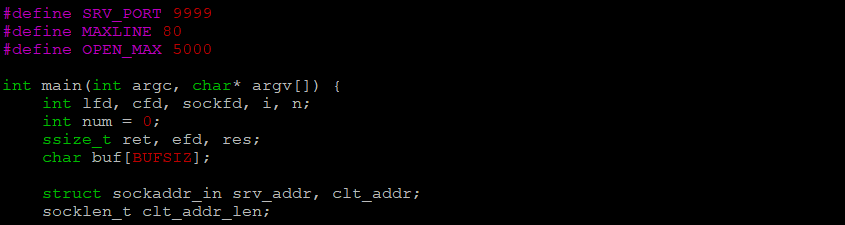 #define SRV_PORT 9999
#define MAXLINE 80
#define OPEN_MAX 5000
int main(int argc, char* argv[]) {
int lfd, cfd, sockfd, i, n;
int num = 0;
ssize_t ret, efd, res;
char buf[BUFSIZ];
struct sockaddr_in srv_addr, clt_addr;
socklen_t clt_addr_len;